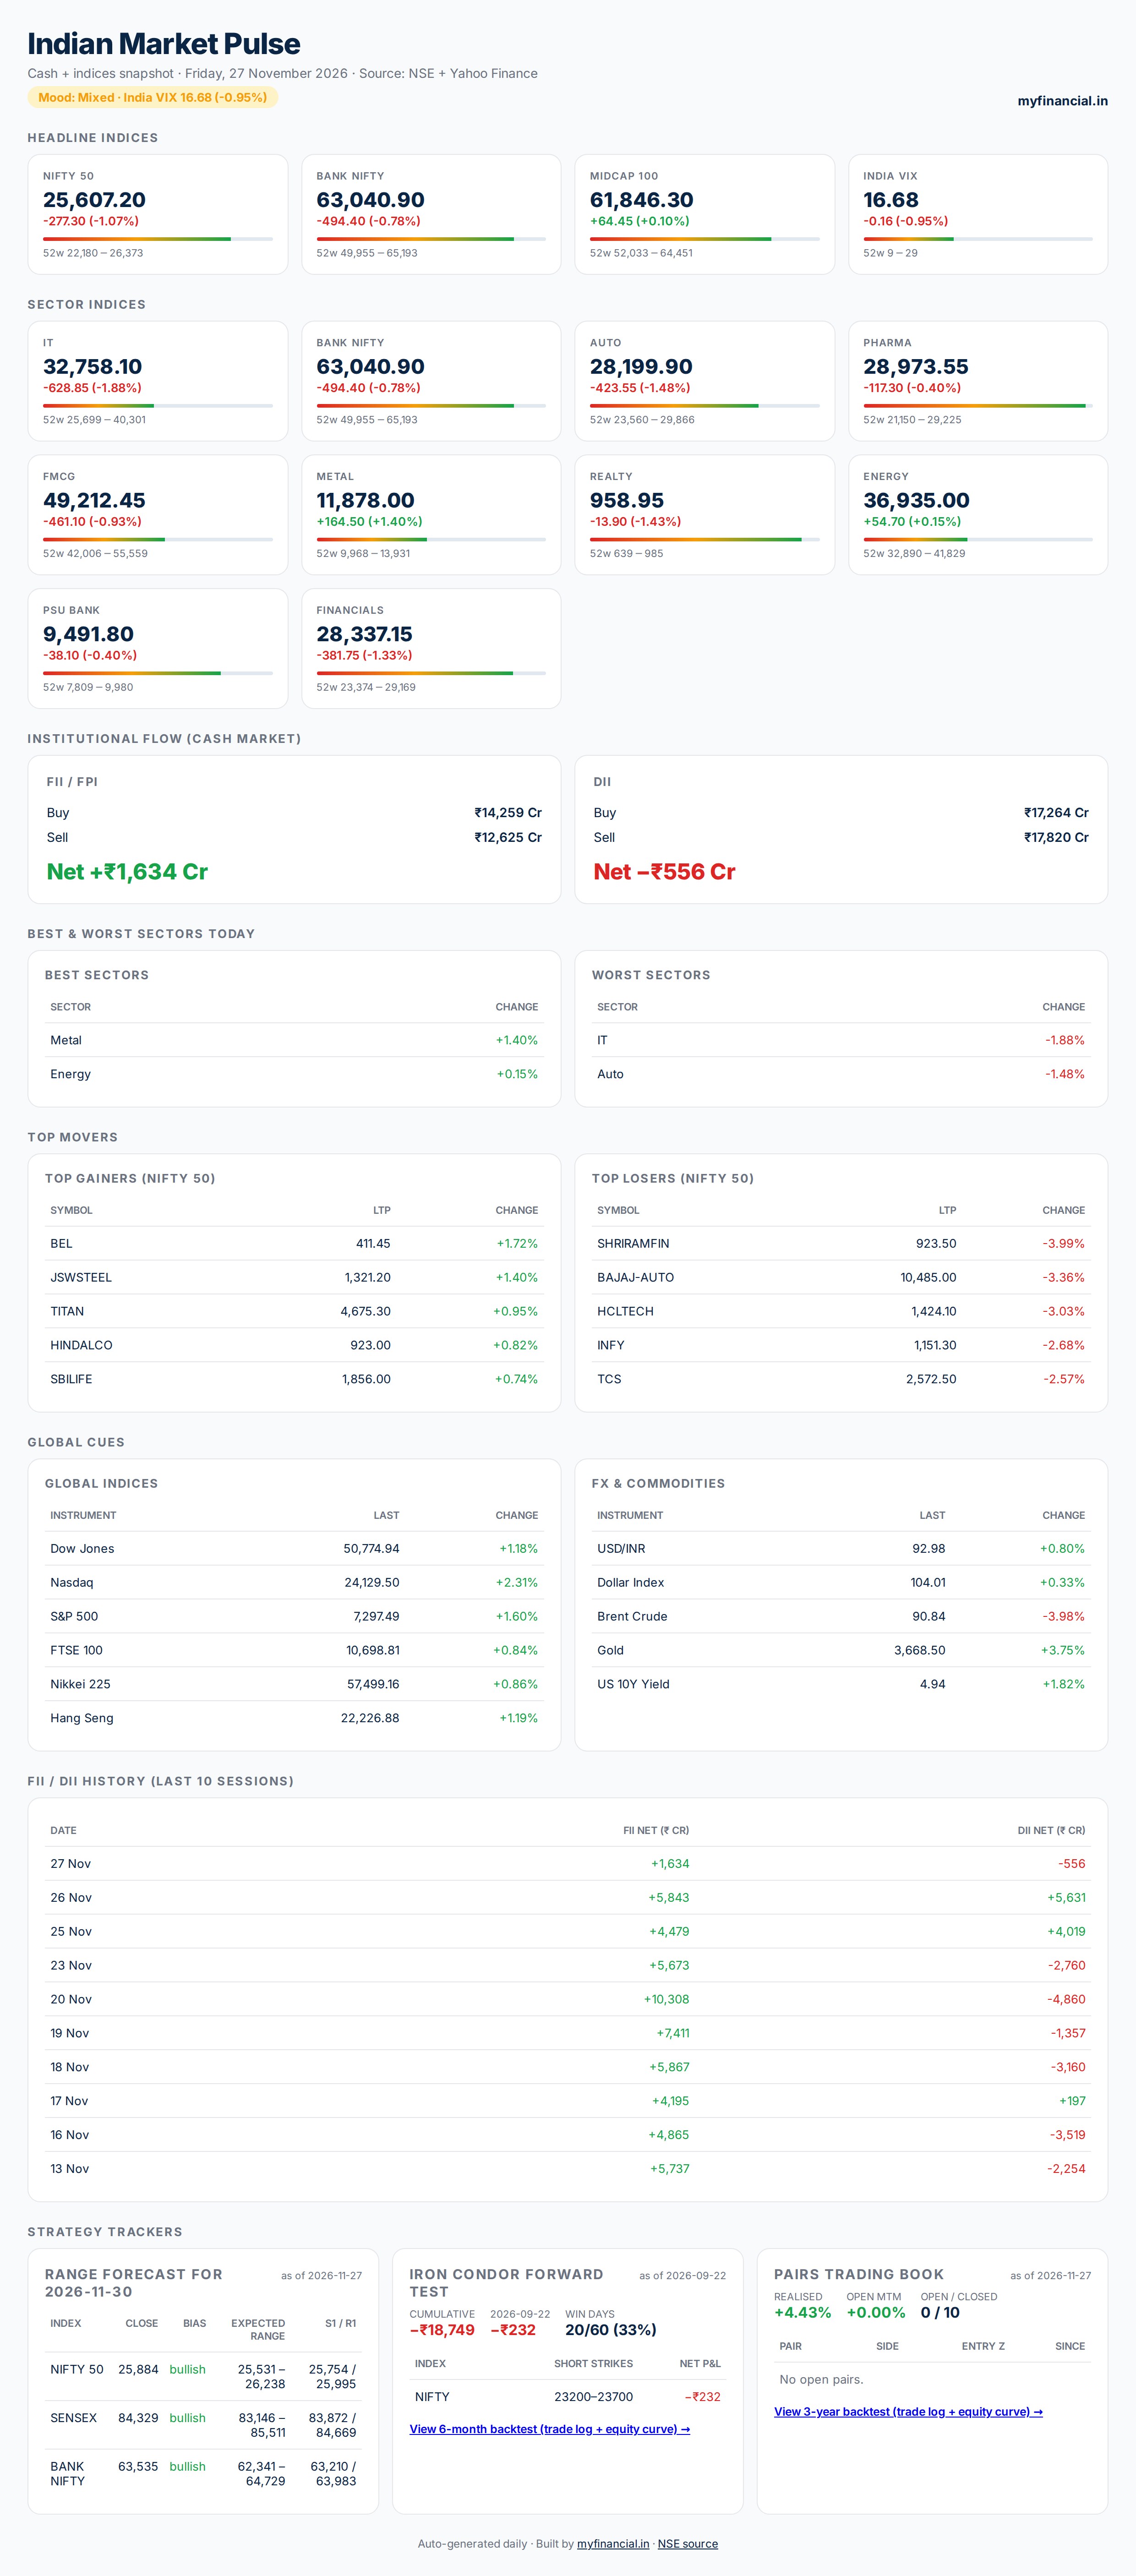 Indian Market Pulse
Cash + indices snapshot · Friday, 27 November 2026 · Source: NSE + Yahoo Finance
Mood: Mixed · India VIX 16.68 (-0.95%)
myfinancial.in
HEADLINE INDICES
NIFTY 50
25,607.20
-277.30 (-1.07%)
52w 22,180 – 26,373
BANK NIFTY
63,040.90
-494.40 (-0.78%)
52w 49,955 – 65,193
MIDCAP 100
61,846.30
+64.45 (+0.10%)
52w 52,033 – 64,451
INDIA VIX
16.68
-0.16 (-0.95%)
52w 9 – 29
SECTOR INDICES
IT
32,758.10
-628.85 (-1.88%)
52w 25,699 – 40,301
BANK NIFTY
63,040.90
-494.40 (-0.78%)
52w 49,955 – 65,193
AUTO
28,199.90
-423.55 (-1.48%)
52w 23,560 – 29,866
PHARMA
28,973.55
-117.30 (-0.40%)
52w 21,150 – 29,225
FMCG
49,212.45
-461.10 (-0.93%)
52w 42,006 – 55,559
METAL
11,878.00
+164.50 (+1.40%)
52w 9,968 – 13,931
REALTY
958.95
-13.90 (-1.43%)
52w 639 – 985
ENERGY
36,935.00
+54.70 (+0.15%)
52w 32,890 – 41,829
PSU BANK
9,491.80
-38.10 (-0.40%)
52w 7,809 – 9,980
FINANCIALS
28,337.15
-381.75 (-1.33%)
52w 23,374 – 29,169
INSTITUTIONAL FLOW (CASH MARKET)
FII / FPI
Buy ₹14,259 Cr
Sell ₹12,625 Cr
Net +₹1,634 Cr
DII
Buy ₹17,264 Cr
Sell ₹17,820 Cr
Net −₹556 Cr
BEST & WORST SECTORS TODAY
BEST SECTORS
SECTOR CHANGE
Metal +1.40%
Energy +0.15%
WORST SECTORS
SECTOR CHANGE
IT -1.88%
Auto -1.48%
TOP MOVERS
TOP GAINERS (NIFTY 50)
SYMBOL LTP CHANGE
BEL 411.45 +1.72%
JSWSTEEL 1,321.20 +1.40%
TITAN 4,675.30 +0.95%
HINDALCO 923.00 +0.82%
SBILIFE 1,856.00 +0.74%
TOP LOSERS (NIFTY 50)
SYMBOL LTP CHANGE
SHRIRAMFIN 923.50 -3.99%
BAJAJ-AUTO 10,485.00 -3.36%
HCLTECH 1,424.10 -3.03%
INFY 1,151.30 -2.68%
TCS 2,572.50 -2.57%
GLOBAL CUES
GLOBAL INDICES
INSTRUMENT LAST CHANGE
Dow Jones 50,774.94 +1.18%
Nasdaq 24,129.50 +2.31%
S&P 500 7,297.49 +1.60%
FTSE 100 10,698.81 +0.84%
Nikkei 225 57,499.16 +0.86%
Hang Seng 22,226.88 +1.19%
FX & COMMODITIES
INSTRUMENT LAST CHANGE
USD/INR 92.98 +0.80%
Dollar Index 104.01 +0.33%
Brent Crude 90.84 -3.98%
Gold 3,668.50 +3.75%
US 10Y Yield 4.94 +1.82%
FII / DII HISTORY (LAST 10 SESSIONS)
DATE FII NET (₹ CR) DII NET (₹ CR)
27 Nov +1,634 -556
26 Nov +5,843 +5,631
25 Nov +4,479 +4,019
23 Nov +5,673 -2,760
20 Nov +10,308 -4,860
19 Nov +7,411 -1,357
18 Nov +5,867 -3,160
17 Nov +4,195 +197
16 Nov +4,865 -3,519
13 Nov +5,737 -2,254
STRATEGY TRACKERS
RANGE FORECAST FOR as of 2026-11-27
2026-11-30
INDEX CLOSE BIAS EXPECTED S1 / R1
RANGE
NIFTY 50 25,884 bullish 25,531 – 25,754 /
26,238 25,995
SENSEX 84,329 bullish 83,146 – 83,872 /
85,511 84,669
BANK 63,535 bullish 62,341 – 63,210 /
NIFTY 64,729 63,983
IRON CONDOR FORWARD as of 2026-09-22
TEST
CUMULATIVE 2026-09-22 WIN DAYS
−₹18,749 −₹232 20/60 (33%)
INDEX SHORT STRIKES NET P&L
NIFTY 23200–23700 −₹232
View 6-month backtest (trade log + equity curve) →
PAIRS TRADING BOOK as of 2026-11-27
REALISED OPEN MTM OPEN / CLOSED
+4.43% +0.00% 0 / 10
PAIR SIDE ENTRY Z SINCE
No open pairs.
View 3-year backtest (trade log + equity curve) →
Auto-generated daily · Built by myfinancial.in · NSE source